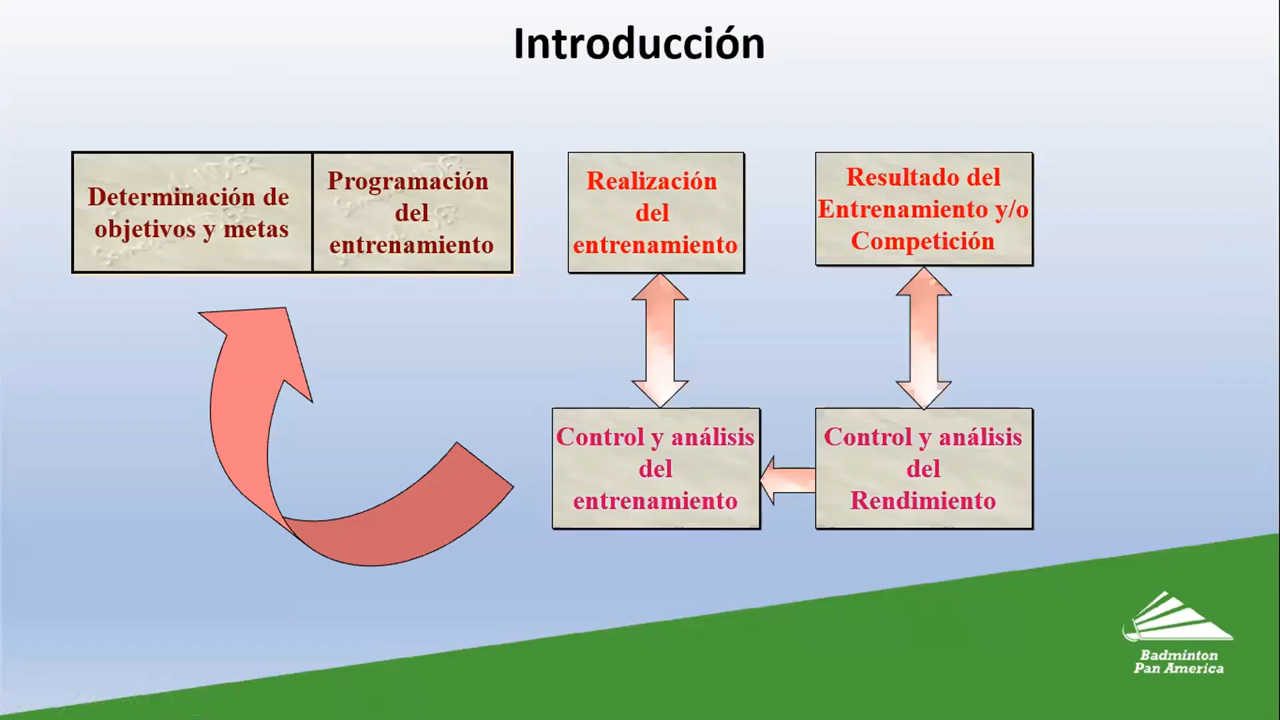 Introducción
Determinación de
objetivos y metas
Programación
del
entrenamiento
Realización
del
entrenamiento
Resultado del
Entrenamiento y/o
Competición
Control y análisis
del
entrenamiento
Control y análisis
del
Rendimiento
Badminton
Pan America